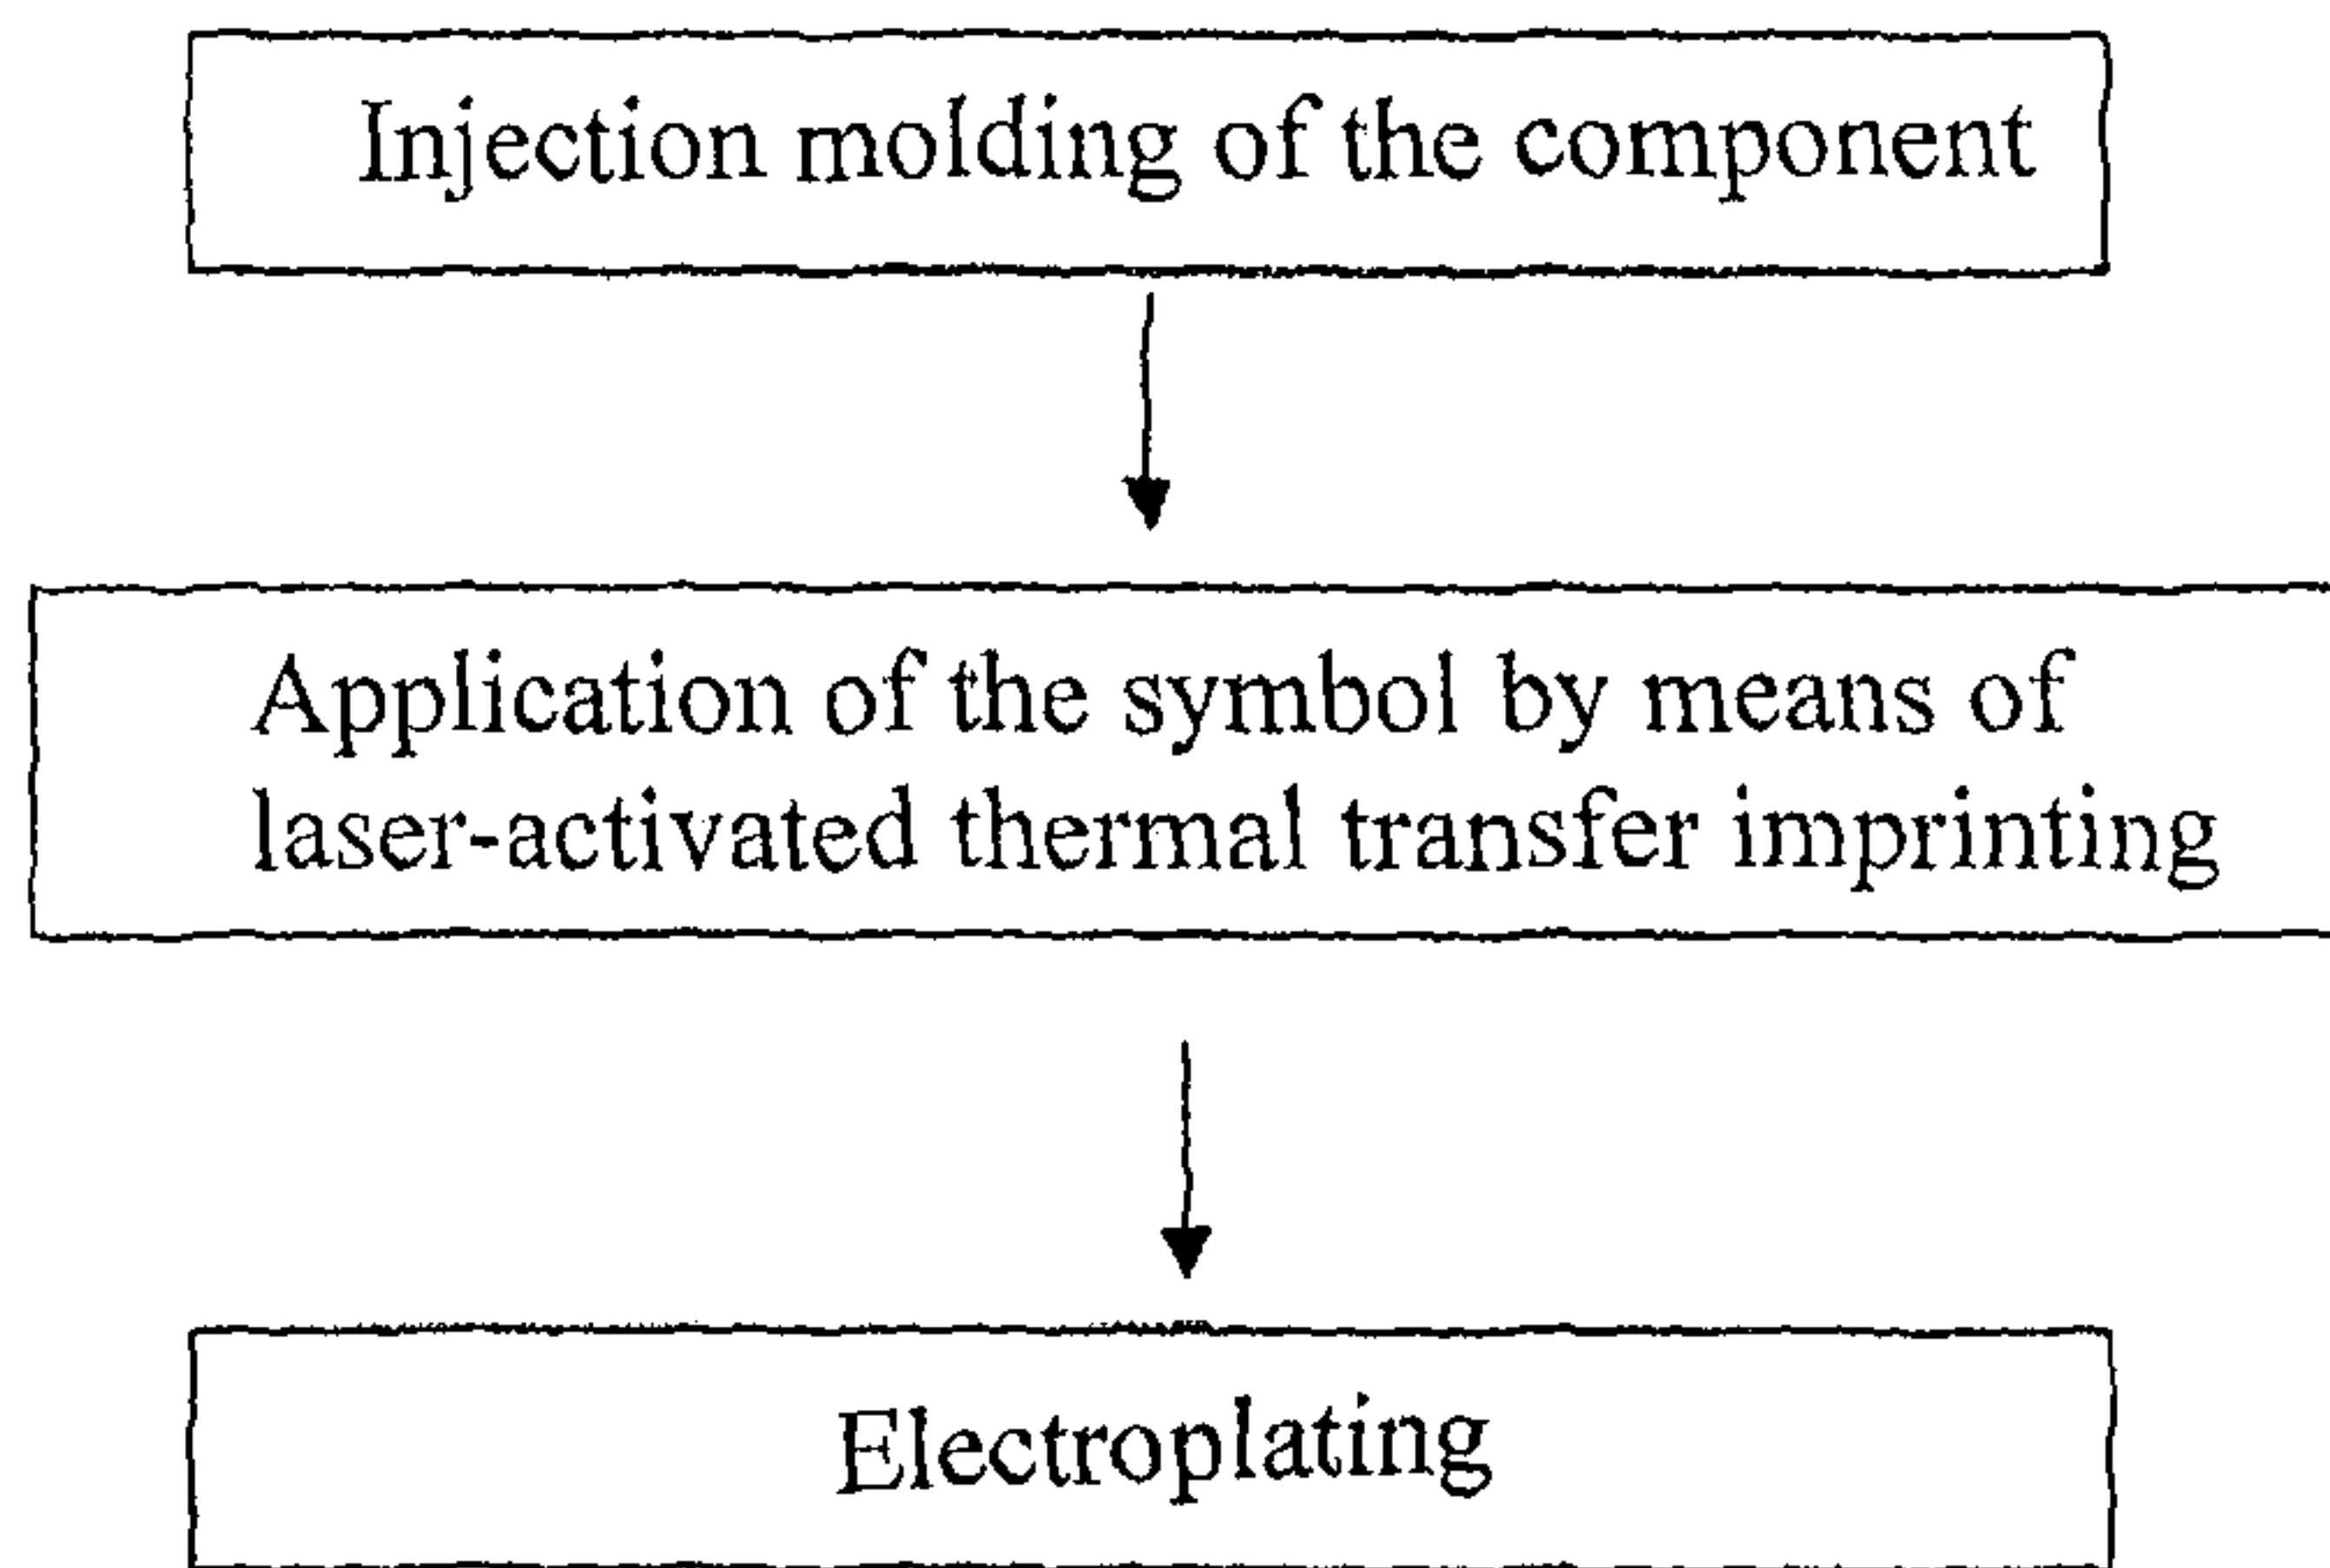 Injection molding of the component
Application of the symbol by means of
laser-activated thermal transfer imprinting
Electroplating